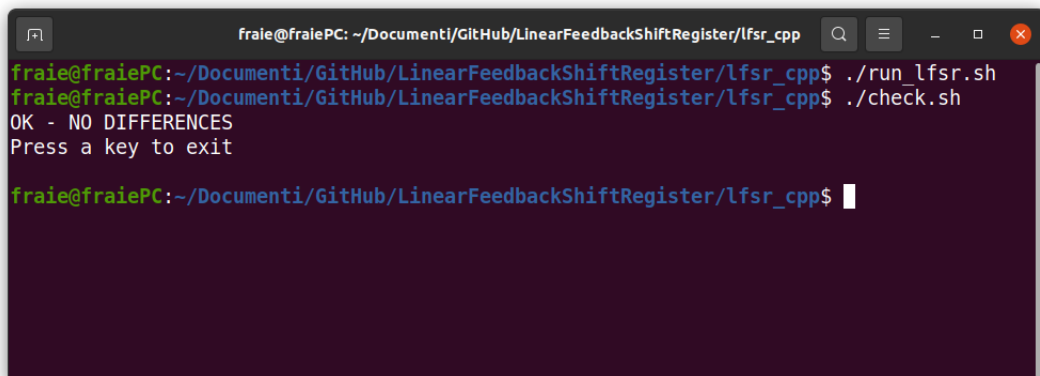 fraie@fraiePC: ~/Documenti/GitHub/LinearFeedbackShiftRegister/lfsr_cpp
fraie@fraiePC:~/Documenti/GitHub/LinearFeedbackShiftRegister/lfsr_cpp$ ./run_lfsr.sh
fraie@fraiePC:~/Documenti/GitHub/LinearFeedbackShiftRegister/lfsr_cpp$ ./check.sh
OK - NO DIFFERENCES
Press a key to exit
fraie@fraiePC:~/Documenti/GitHub/LinearFeedbackShiftRegister/lfsr_cpp$